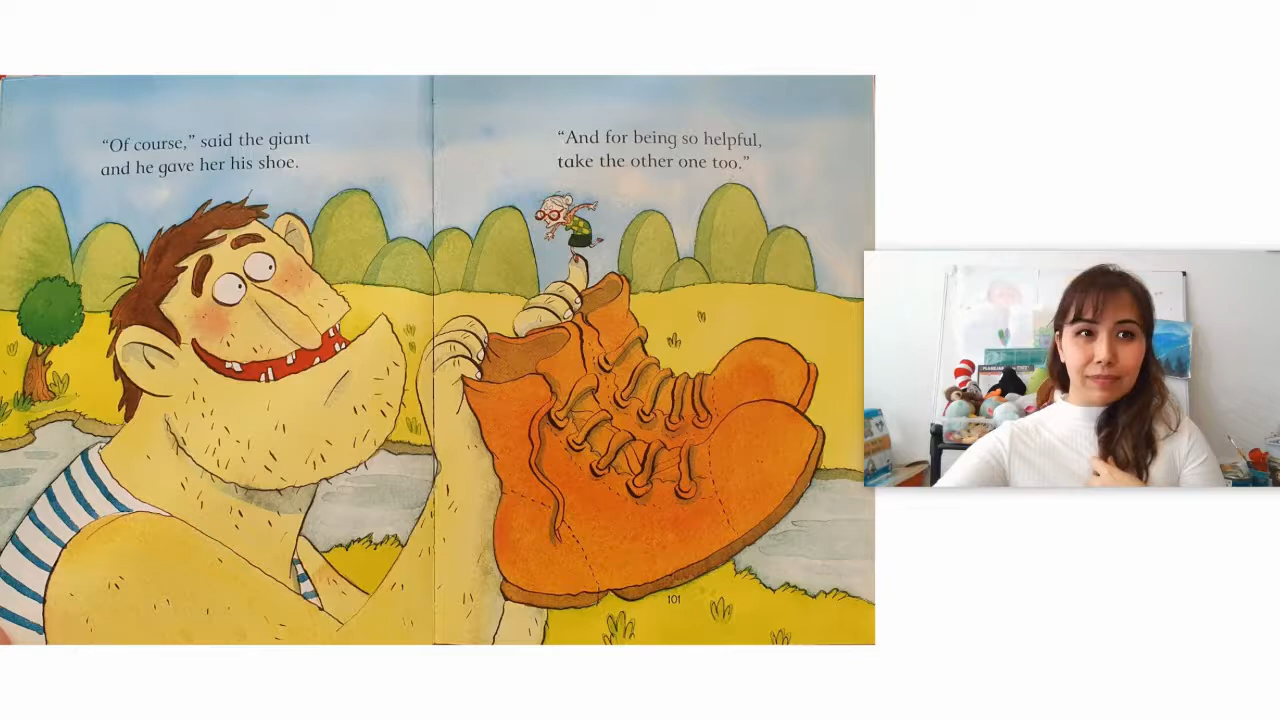 “Of course,” said the giant
and he gave her his shoe.
“And for being so helpful,
take the other one too.”
101